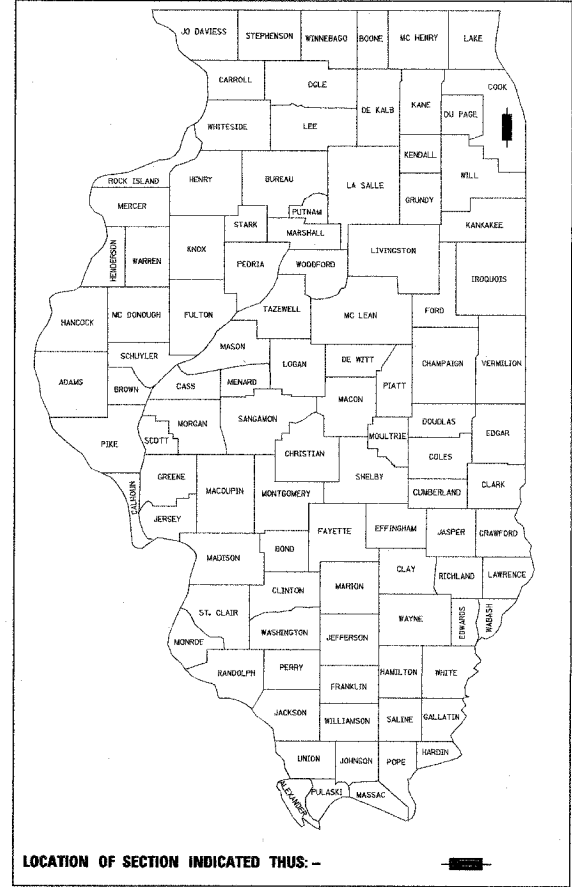 JO DAVIESS STEPHENSON WINNEBAGO BOONE MC HENRY LAKE
CARROLL OGLE COOK
DE KALB KANE DU PAGE
WHITESIDE LEE
KENDALL
ROCK ISLAND HENRY BUREAU LA SALLE WILL
MERCER PUTNAM GRUNDY
STARK MARSHALL KANKAKEE
HENDERSON WARREN KNOX PEORIA WOODFORD LIVINGSTON
IROQUOIS
HANCOCK MC DONOUGH FULTON TAZEWELL MC LEAN FORD
MASON
SCHUYLER LOGAN DE WITT CHAMPAIGN VERMILION
ADAMS BROWN CASS MENARD PIATT
MACON
SANGAMON
PIKE SCOTT MORGAN MOULTRIE DOUGLAS EDGAR
CHRISTIAN COLES
CALHOUN GREENE MACOUPIN MONTGOMERY SHELBY
CUMBERLAND CLARK
JERSEY
FAYETTE EFFINGHAM JASPER CRAWFORD
MADISON BOND
CLAY RICHLAND LAWRENCE
CLINTON MARION
ST. CLAIR WAYNE EDWARDS WABASH
WASHINGTON JEFFERSON
MONROE
RANDOLPH PERRY HAMILTON WHITE
FRANKLIN
JACKSON WILLIAMSON SALINE GALLATIN
UNION JOHNSON POPE HARDIN
ALEXANDER PULASKI MASSAC
LOCATION OF SECTION INDICATED THUS: -